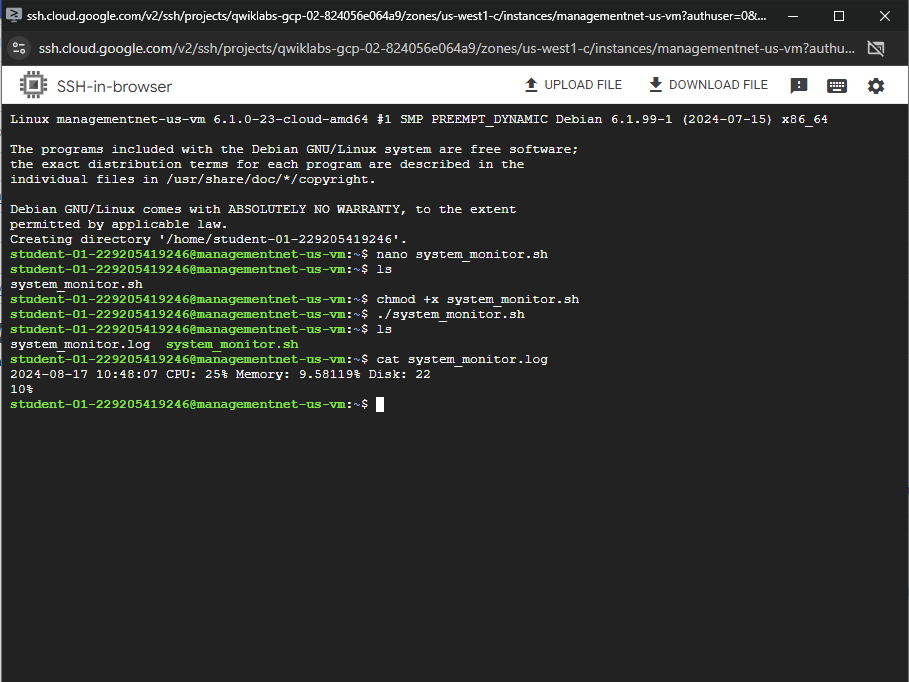 ssh.cloud.google.com/v2/ssh/projects/qwiklabs-gcp-02-824056e064a9/zones/us-west1-c/instances/managementnet-us-vm?authuser=0&...
ssh.cloud.google.com/v2/ssh/projects/qwiklabs-gcp-02-824056e064a9/zones/us-west1-c/instances/managementnet-us-vm?authu...
SSH-in-browser UPLOAD FILE DOWNLOAD FILE
Linux managementnet-us-vm 6.1.0-23-cloud-amd64 #1 SMP PREEMPT_DYNAMIC Debian 6.1.99-1 (2024-07-15) x86_64
The programs included with the Debian GNU/Linux system are free software;
the exact distribution terms for each program are described in the
individual files in /usr/share/doc/*/copyright.
Debian GNU/Linux comes with ABSOLUTELY NO WARRANTY, to the extent
permitted by applicable law.
Creating directory '/home/student-01-229205419246'.
student-01-229205419246@managementnet-us-vm:~$ nano system_monitor.sh
student-01-229205419246@managementnet-us-vm:~$ ls
system_monitor.sh
student-01-229205419246@managementnet-us-vm:~$ chmod +x system_monitor.sh
student-01-229205419246@managementnet-us-vm:~$ ./system_monitor.sh
student-01-229205419246@managementnet-us-vm:~$ ls
system_monitor.log  system_monitor.sh
student-01-229205419246@managementnet-us-vm:~$ cat system_monitor.log
2024-08-17 10:48:07 CPU: 25% Memory: 9.58119% Disk: 22
10%
student-01-229205419246@managementnet-us-vm:~$